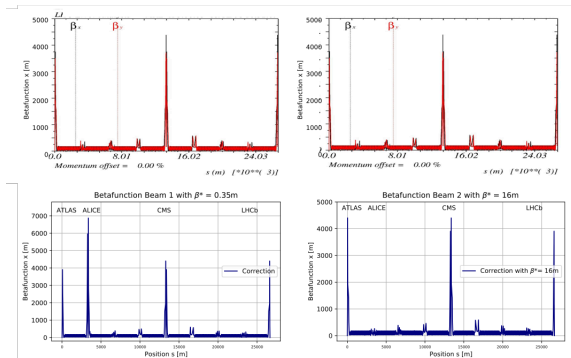 LI
βx βy
5000
4000
3000
2000
1000
0.0 8.01 16.02 24.03
Momentum offset = 0.00 %
s (m) [*10**( 3)]
Betafunction x [m]
βx βy
5000
4000
3000
2000
1000
0.0 8.01 16.02 24.03
Momentum offset = 0.00 %
s (m) [*10**( 3)]
Betafunction x [m]
Betafunction Beam 1 with β* = 0.35m
ATLAS ALICE CMS LHCb
7000
6000
5000
4000
3000
2000
1000
0
Correction
0 5000 10000 15000 20000 25000
Position s [m]
Betafunction x [m]
Betafunction Beam 2 with β* = 16m
ATLAS ALICE CMS LHCb
5000
4000
3000
2000
1000
0
Correction with β*= 16m
0 5000 10000 15000 20000 25000
Position s [m]
Betafunction x [m]